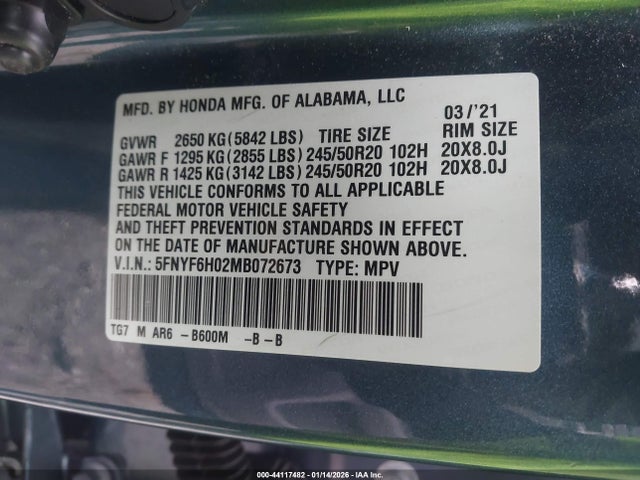 MFD. BY HONDA MFG. OF ALABAMA, LLC 03/'21
GVWR 2650 KG(5842 LBS) TIRE SIZE RIM SIZE
GAWR F 1295 KG(2855 LBS) 245/50R20 102H 20X8.0J
GAWR R 1425 KG(3142 LBS) 245/50R20 102H 20X8.0J
THIS VEHICLE CONFORMS TO ALL APPLICABLE
FEDERAL MOTOR VEHICLE SAFETY
AND THEFT PREVENTION STANDARDS IN EFFECT
ON THE DATE OF MANUFACTURE SHOWN ABOVE.
V.I.N.: 5FNYF6H02MB072673 TYPE: MPV
TG7 M AR6 -B600M -B-B
000-44117482 - 01/14/2026 - IAA Inc.